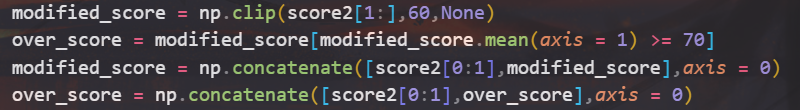 modified_score = np.clip(score2[1:],60,None)
over_score = modified_score[modified_score.mean(axis = 1) >= 70]
modified_score = np.concatenate([score2[0:1],modified_score],axis = 0)
over_score = np.concatenate([score2[0:1],over_score],axis = 0)